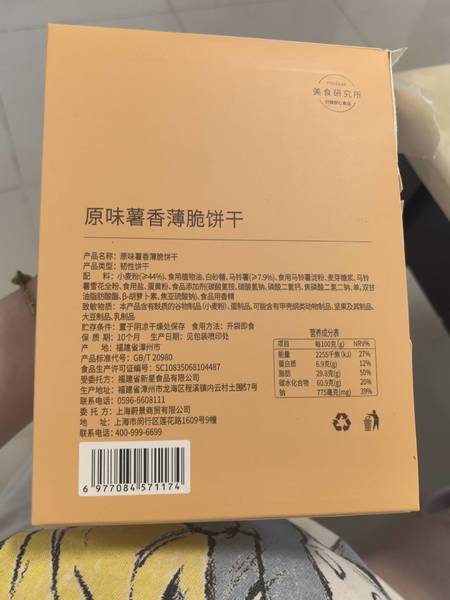 美食研究所
原味薯香薄脆饼干
产品名称：原味薯香薄脆饼干
产品类型：韧性饼干
配 料：小麦粉(≥44%)、食用植物油、白砂糖、马铃薯(≥7.9%)、食用马铃薯淀粉、麦芽糖浆、马铃
薯雪花全粉、食用盐、蛋黄粉、食品添加剂(碳酸氢铵、碳酸氢钠、磷酸二氢钙、焦磷酸二氢二钠、单,双甘
油脂肪酸酯、β-胡萝卜素、焦亚硫酸钠)、食品用香精
致敏物质：本产品含有麸质的谷物制品(小麦粉)、蛋制品,可能含有甲壳纲类动物制品、坚果及其制品、
大豆制品、乳制品
贮存条件：置于阴凉干燥处保存 食用方法：开袋即食
保 质 期：10个月 生产日期：见包装喷印处
产 地：福建省漳州市
产品标准代号：GB/T 20980
食品生产许可证编号：SC10835068104487
受委托方：福建省新星食品有限公司
生产地址：福建省漳州市龙海区程溪镇内云村土围57号
联系电话：0596-6608111
委 托 方：上海蔚景商贸有限公司
地 址：上海市闵行区莲花路1609号9幢
联系电话：400-999-6699
营养成分表
项目 每100克(g) NRV%
能量 2255千焦(kJ) 27%
蛋白质 6.9克(g) 12%
脂肪 29.8克(g) 50%
碳水化合物 60.9克(g) 20%
钠 775毫克(mg) 39%
6 977084 571174